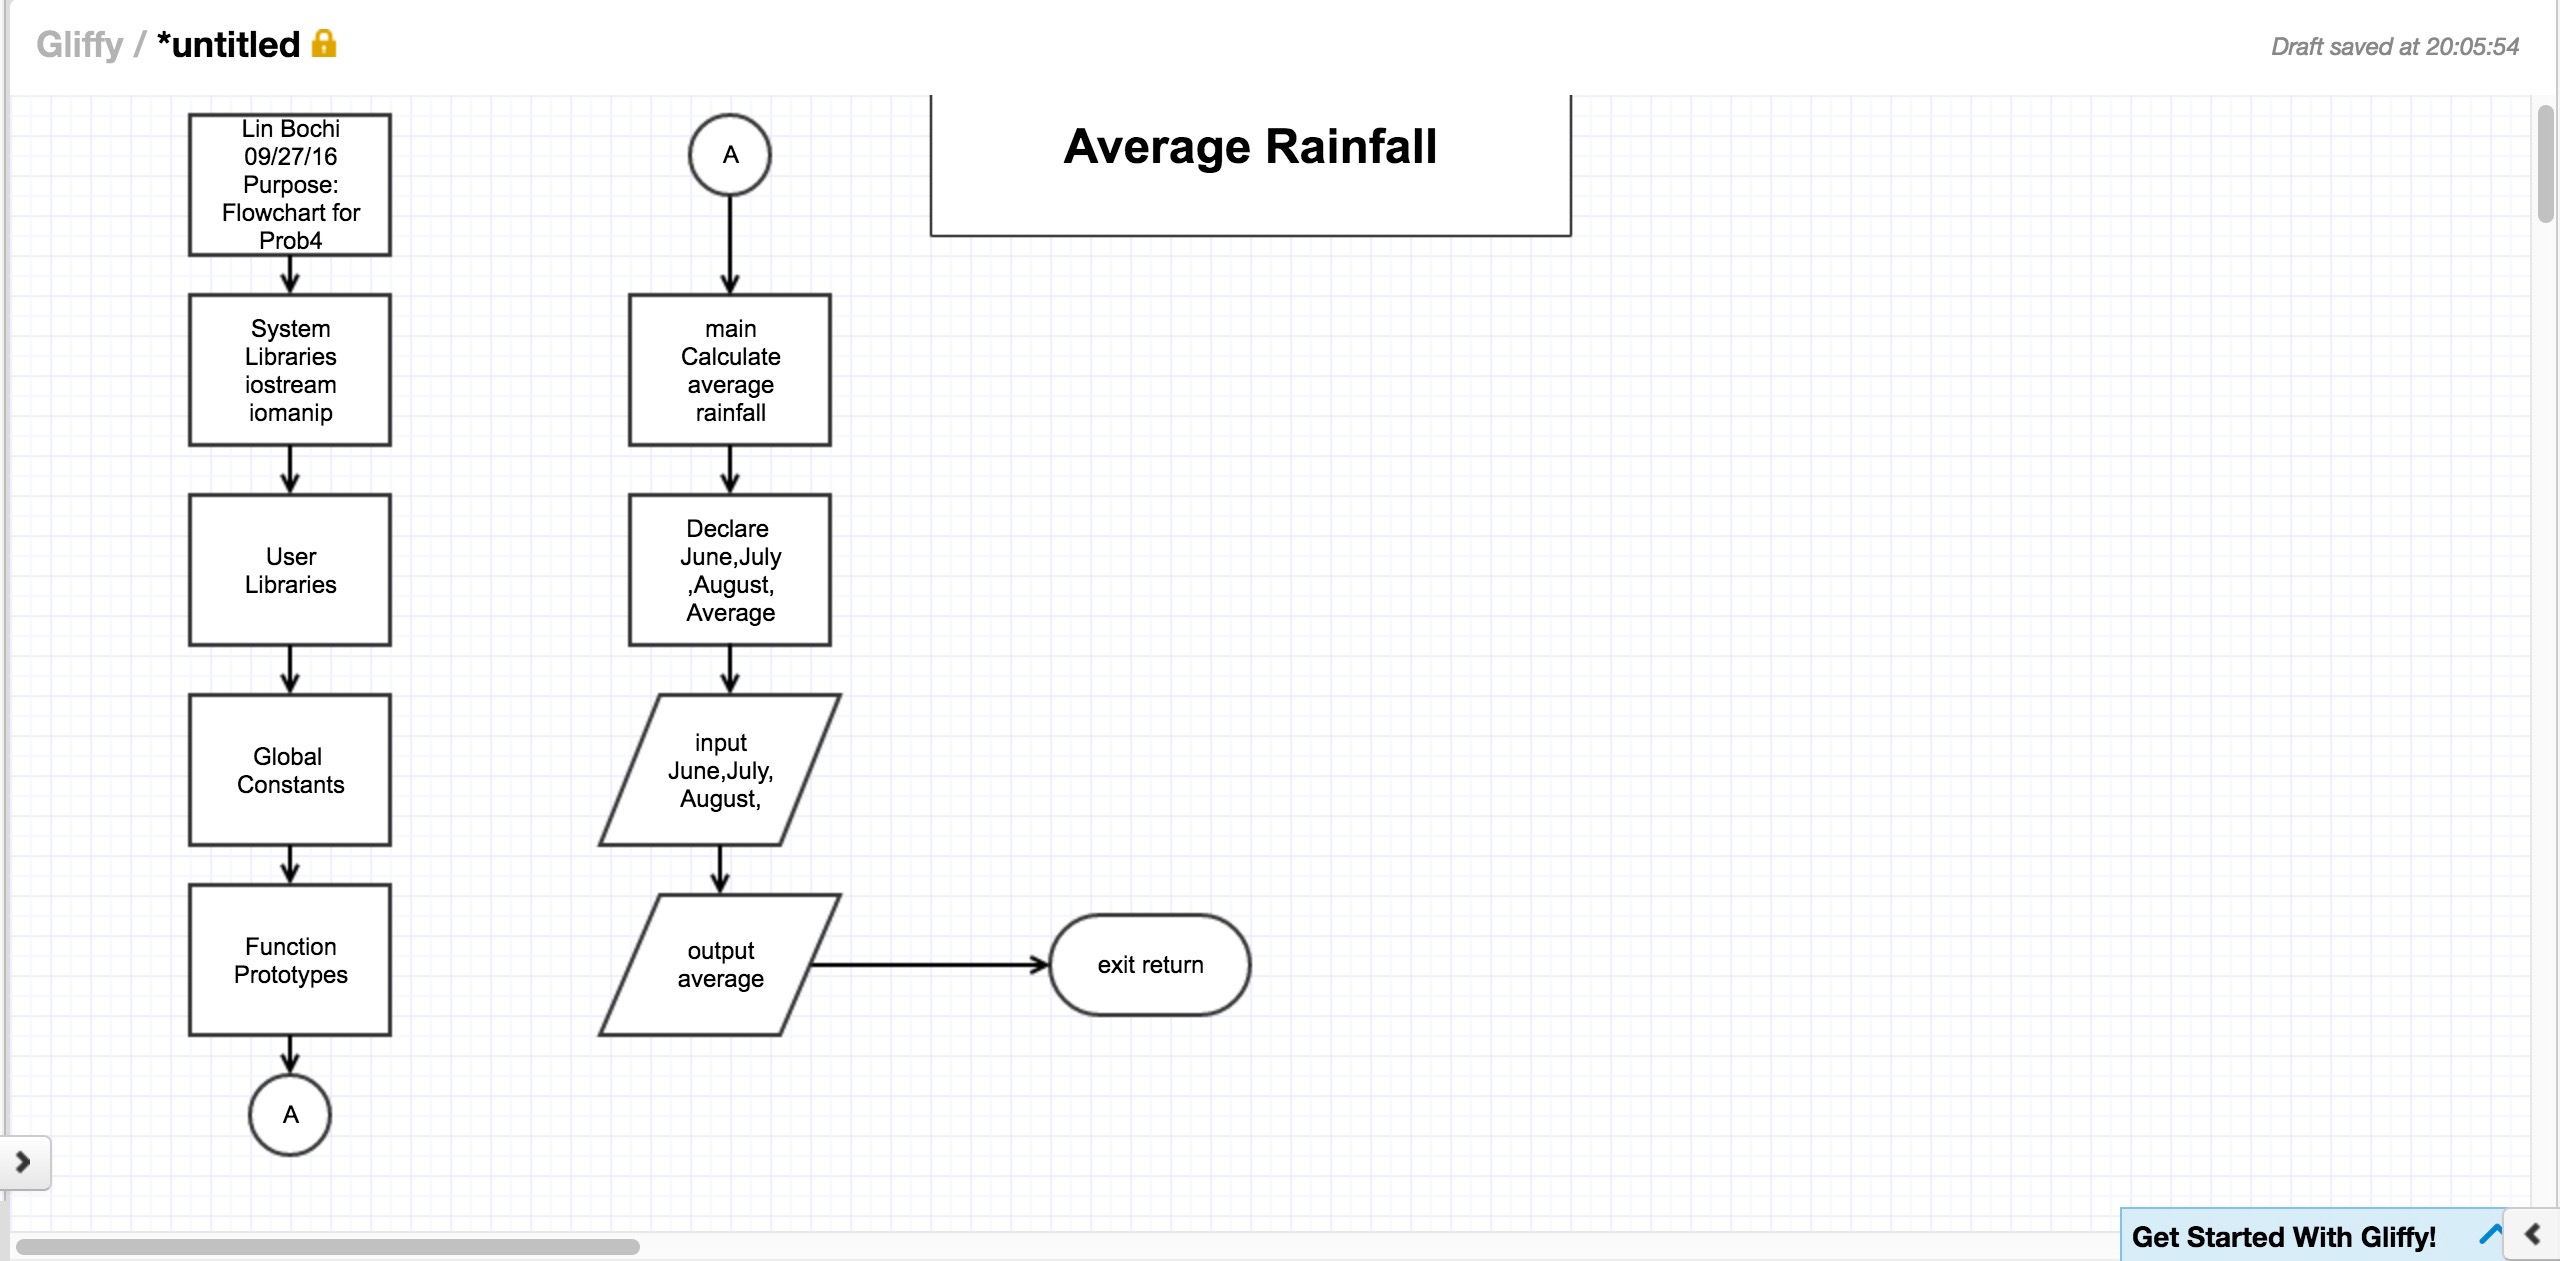 Gliffy / *untitled
Draft saved at 20:05:54
Average Rainfall
Lin Bochi
09/27/16
Purpose:
Flowchart for
Prob4
System
Libraries
iostream
iomanip
User
Libraries
Global
Constants
Function
Prototypes
A
A
main
Calculate
average
rainfall
Declare
June,July
,August,
Average
input
June,July,
August,
output
average
exit return
Get Started With Gliffy!